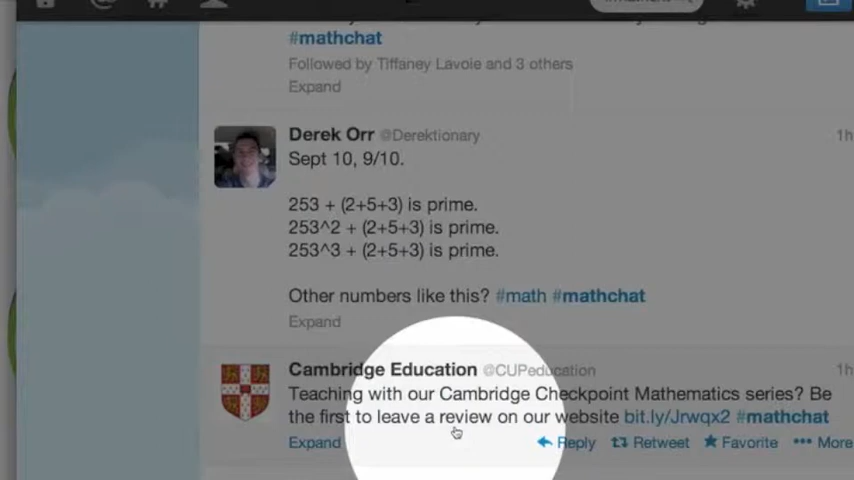 #mathchat
Followed by Tiffaney Lavoie and 3 others
Expand
Derek Orr @Derektionary 1h
Sept 10, 9/10.
253 + (2+5+3) is prime.
253^2 + (2+5+3) is prime.
253^3 + (2+5+3) is prime.
Other numbers like this? #math #mathchat
Expand
Cambridge Education @CUPeducation 1h
Teaching with our Cambridge Checkpoint Mathematics series? Be
the first to leave a review on our website bit.ly/Jrwqx2 #mathchat
Expand Reply Retweet Favorite More